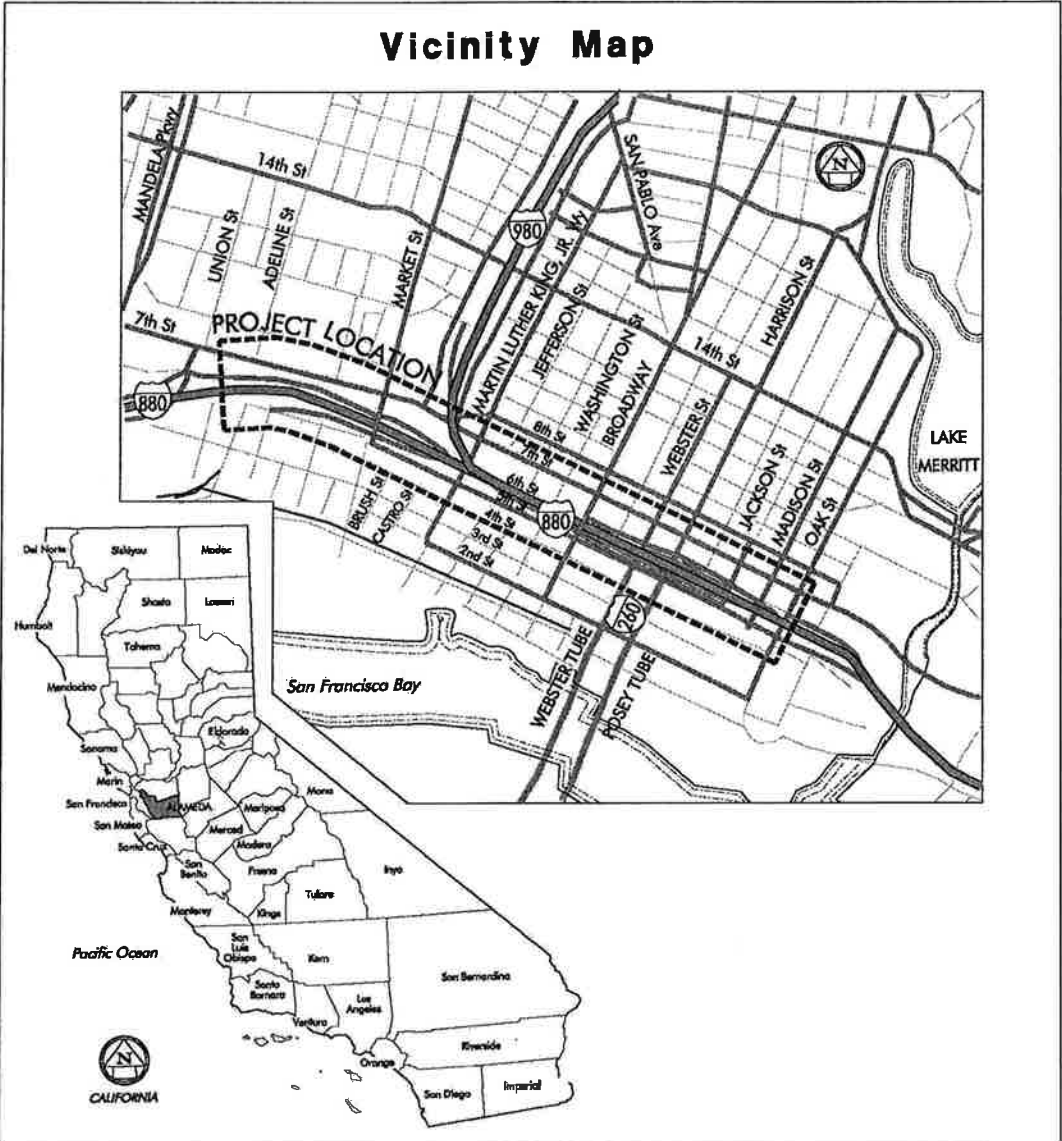 Vicinity Map
MANDELA Pkwy
14th St
UNION St
ADELINE St
MARKET St
980
SAN PABLO Ave
N
MARTIN LUTHER KING, JR. Wy
JEFFERSON St
WASHINGTON St
BROADWAY
HARRISON St
14th St
WEBSTER St
7th St
PROJECT LOCATION
880
8th St
7th St
6th St
5th St
4th St
3rd St
2nd St
880
BRUSH St
CASTRO St
JACKSON St
MADISON St
OAK St
LAKE
MERRITT
260
WEBSTER TUBE
POSEY TUBE
San Francisco Bay
Del Norte
Siskiyou
Modoc
Shasta
Lassen
Humbolt
Tehema
Mendocino
Eldorado
Sonoma
Marin
San Francisco
ALAMEDA
San Mateo
Santa Cruz
Mono
Mariposa
Merced
Madera
San
Benito
Fresno
Inyo
Tulare
Monterey
Kings
San
Luis
Obispo
Kern
San Bernardino
Santa
Barbara
Ventura
Los
Angeles
Orange
Riverside
San Diego
Imperial
Pacific Ocean
N
CALIFORNIA